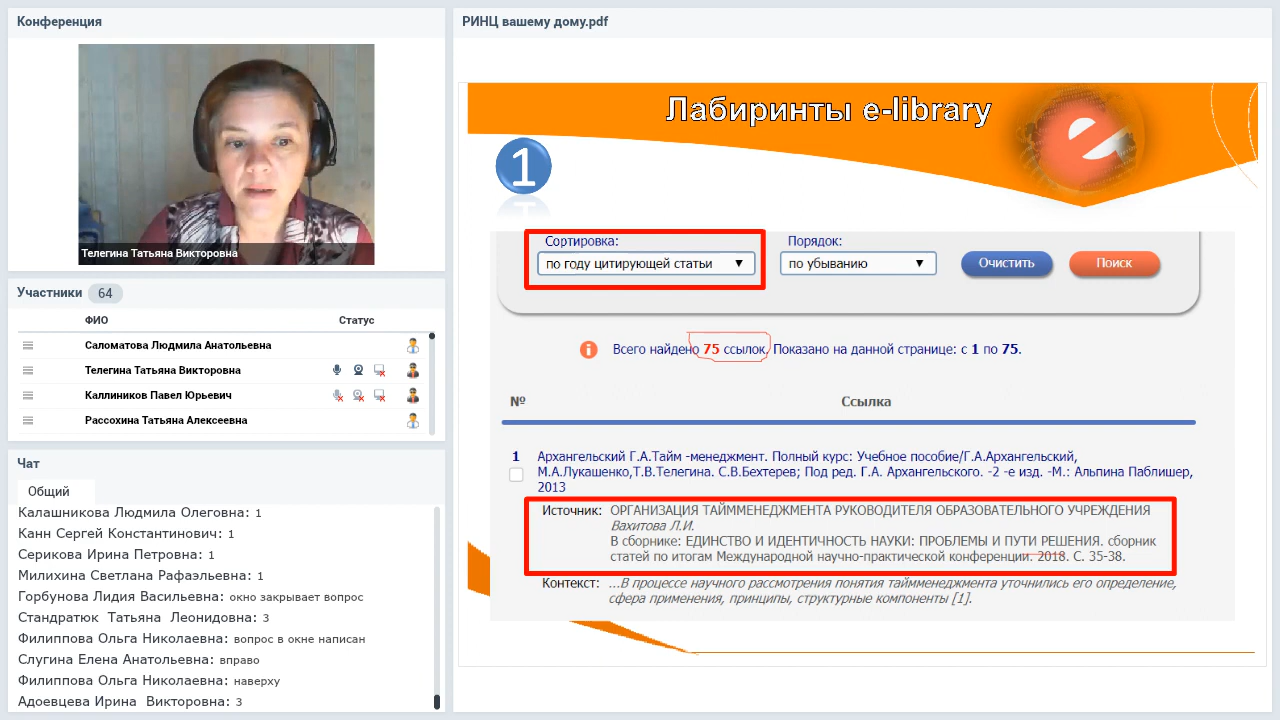 Конференция
Телегина Татьяна Викторовна
Участники 64
ФИО Статус
Саломатова Людмила Анатольевна
Телегина Татьяна Викторовна
Каллиников Павел Юрьевич
Рассохина Татьяна Алексеевна
Чат
Общий
Калашникова Людмила Олеговна: 1
Канн Сергей Константинович: 1
Серикова Ирина Петровна: 1
Милихина Светлана Рафаэльевна: 1
Горбунова Лидия Васильевна: окно закрывает вопрос
Стандратюк Татьяна Леонидовна: 3
Филиппова Ольга Николаевна: вопрос в окне написан
Слугина Елена Анатольевна: вправо
Филиппова Ольга Николаевна: наверху
Адоевцева Ирина Викторовна: 3
РИНЦ вашему дому.pdf
Лабиринты e-library
1
Сортировка: Порядок:
по году цитирующей статьи по убыванию Очистить Поиск
Всего найдено 75 ссылок. Показано на данной странице: с 1 по 75.
№ Ссылка
1 Архангельский Г.А.Тайм -менеджмент. Полный курс: Учебное пособие/Г.А.Архангельский,
М.А.Лукашенко,Т.В.Телегина. С.В.Бехтерев; Под ред. Г.А. Архангельского. -2 -е изд. -М.: Альпина Паблишер,
2013
Источник: ОРГАНИЗАЦИЯ ТАЙММЕНЕДЖМЕНТА РУКОВОДИТЕЛЯ ОБРАЗОВАТЕЛЬНОГО УЧРЕЖДЕНИЯ
Вахитова Л.И.
В сборнике: ЕДИНСТВО И ИДЕНТИЧНОСТЬ НАУКИ: ПРОБЛЕМЫ И ПУТИ РЕШЕНИЯ. сборник
статей по итогам Международной научно-практической конференции. 2018. С. 35-38.
Контекст: ...В процессе научного рассмотрения понятия таймменеджмента уточнились его определение,
сфера применения, принципы, структурные компоненты [1].